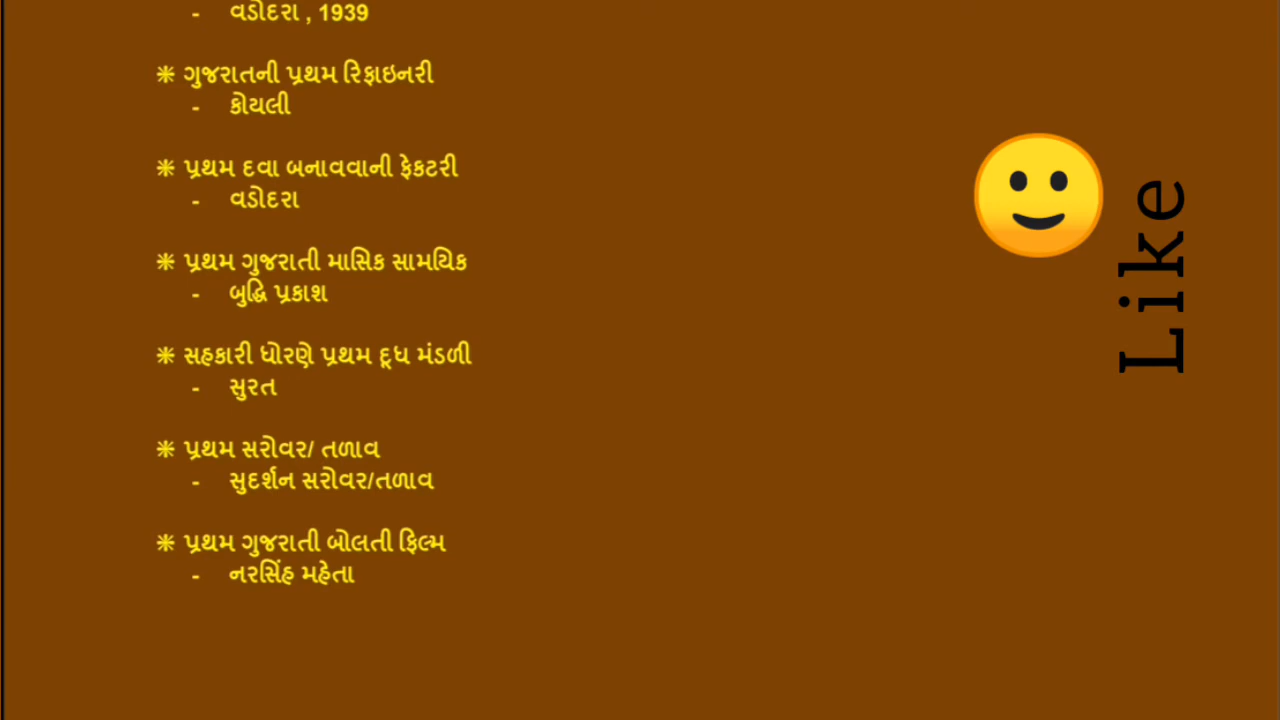 - વડોદરા , 1939
❈ ગુજરાતની પ્રથમ રિફાઇનરી
- કોયલી
❈ પ્રથમ દવા બનાવવાની ફેકટરી
- વડોદરા
❈ પ્રથમ ગુજરાતી માસિક સામયિક
- બુદ્ધિ પ્રકાશ
❈ સહકારી ધોરણે પ્રથમ દૂધ મંડળી
- સુરત
❈ પ્રથમ સરોવર/ તળાવ
- સુદર્શન સરોવર/તળાવ
❈ પ્રથમ ગુજરાતી બોલતી ફિલ્મ
- નરસિંહ મહેતા
Like